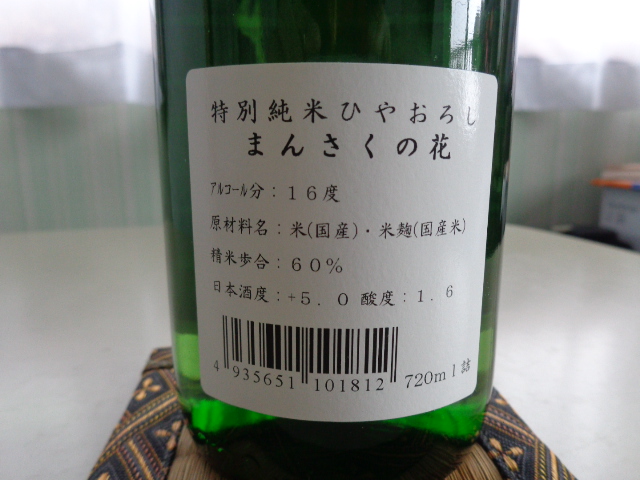 特別純米ひやおろし
まんさくの花
アルコール分：１６度
原材料名：米(国産)・米麹(国産米)
精米歩合：６０％
日本酒度：+５．０ 酸度：１．６
4 935651 101812 720ｍｌ詰